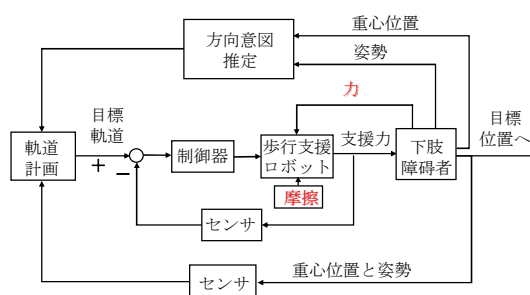 重心位置
方向意図
推定
姿勢
力
目標
軌道
目標
位置へ
軌道
計画
+
−
制御器
歩行支援
ロボット
支援力
下肢
障碍者
摩擦
センサ
センサ
重心位置と姿勢